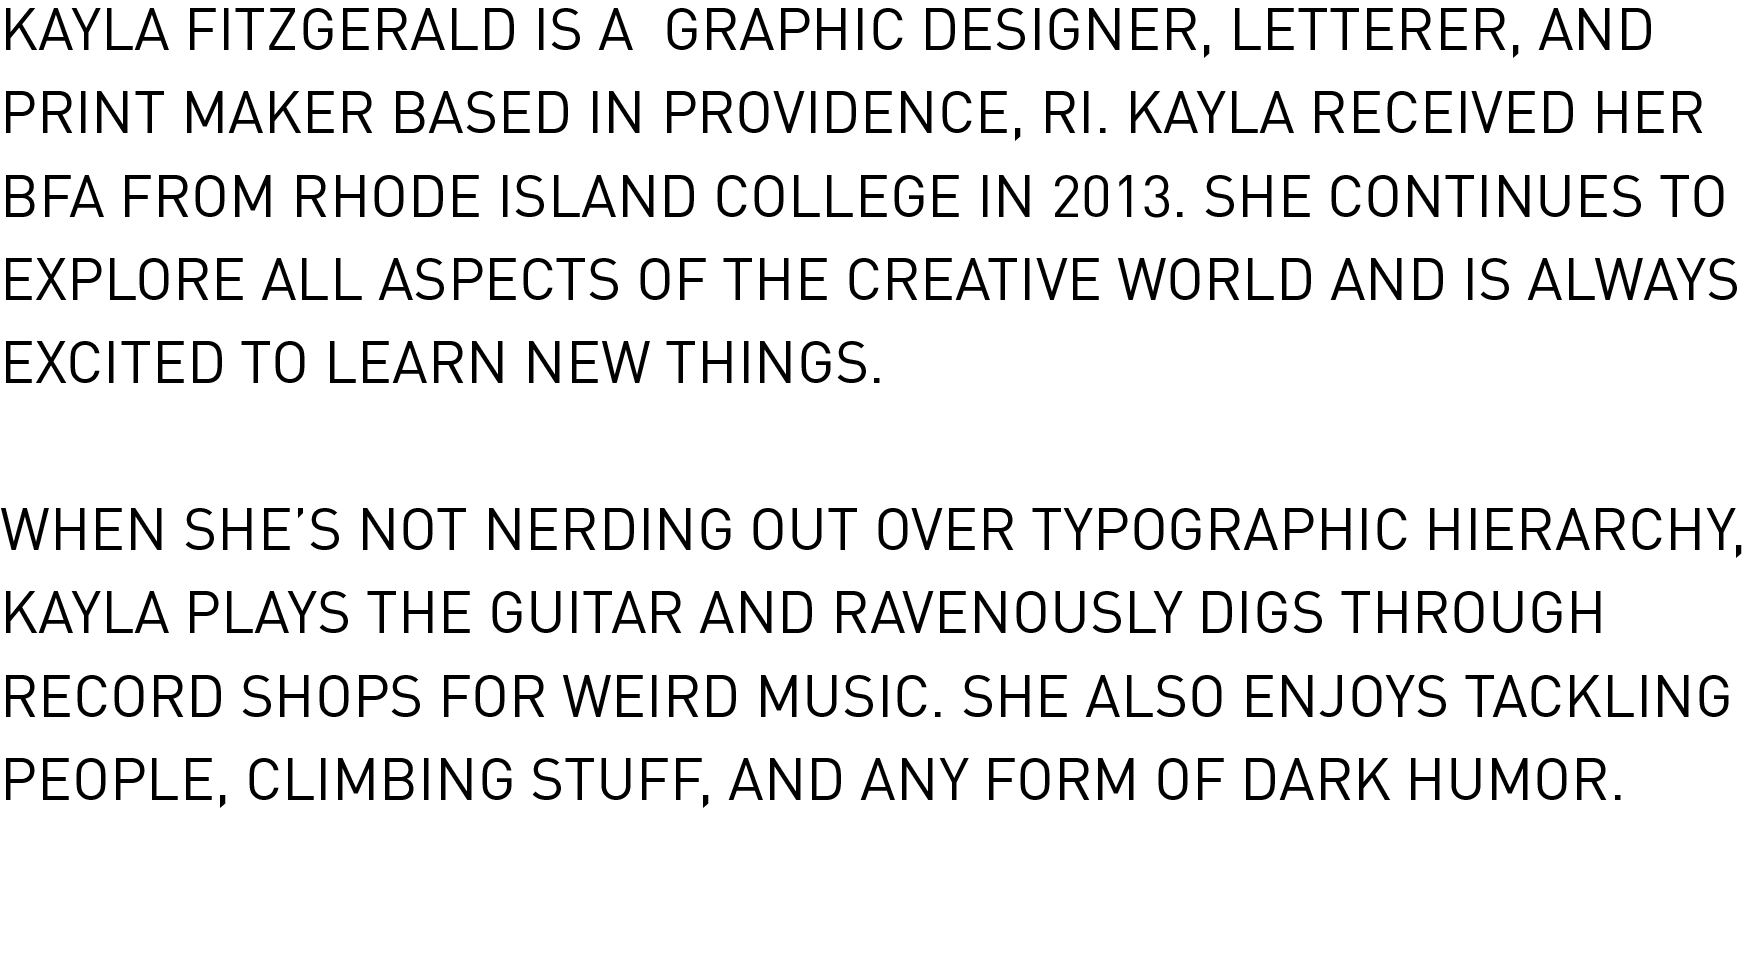 KAYLA FITZGERALD IS A  GRAPHIC DESIGNER, LETTERER, AND
PRINT MAKER BASED IN PROVIDENCE, RI. KAYLA RECEIVED HER
BFA FROM RHODE ISLAND COLLEGE IN 2013. SHE CONTINUES TO
EXPLORE ALL ASPECTS OF THE CREATIVE WORLD AND IS ALWAYS
EXCITED TO LEARN NEW THINGS.

WHEN SHE’S NOT NERDING OUT OVER TYPOGRAPHIC HIERARCHY,
KAYLA PLAYS THE GUITAR AND RAVENOUSLY DIGS THROUGH
RECORD SHOPS FOR WEIRD MUSIC. SHE ALSO ENJOYS TACKLING
PEOPLE, CLIMBING STUFF, AND ANY FORM OF DARK HUMOR.